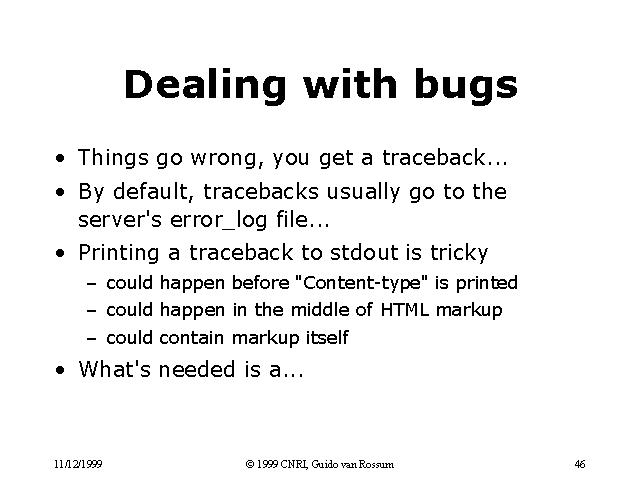 Dealing with bugs
• Things go wrong, you get a traceback...
• By default, tracebacks usually go to the
server's error_log file...
• Printing a traceback to stdout is tricky
– could happen before "Content-type" is printed
– could happen in the middle of HTML markup
– could contain markup itself
• What's needed is a...
11/12/1999 © 1999 CNRI, Guido van Rossum 46